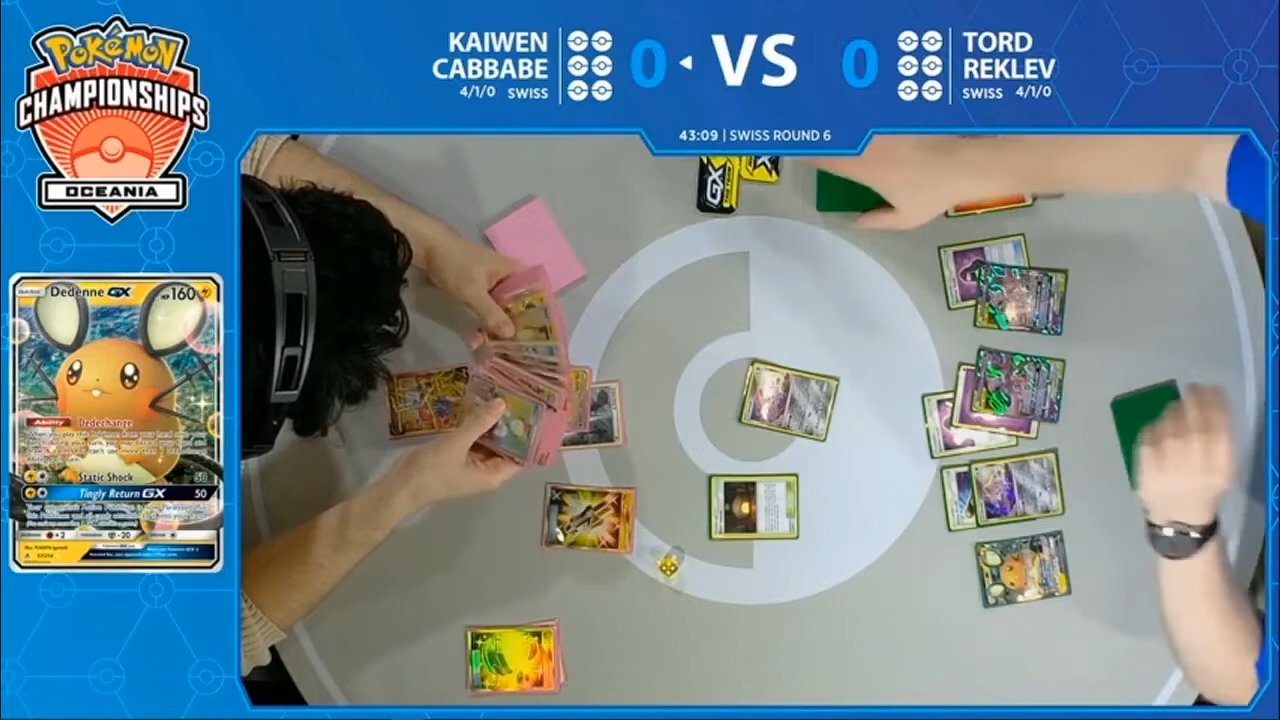 Pokémon
CHAMPIONSHIPS
OCEANIA
KAIWEN
CABBABE
4/1/0 SWISS
0
VS
0
TORD
REKLEV
SWISS 4/1/0
43:09 | SWISS ROUND 6
GX
BASIC Dedenne GX HP160
Ability Dedechange
Static Shock 50
Tingly Return GX 50